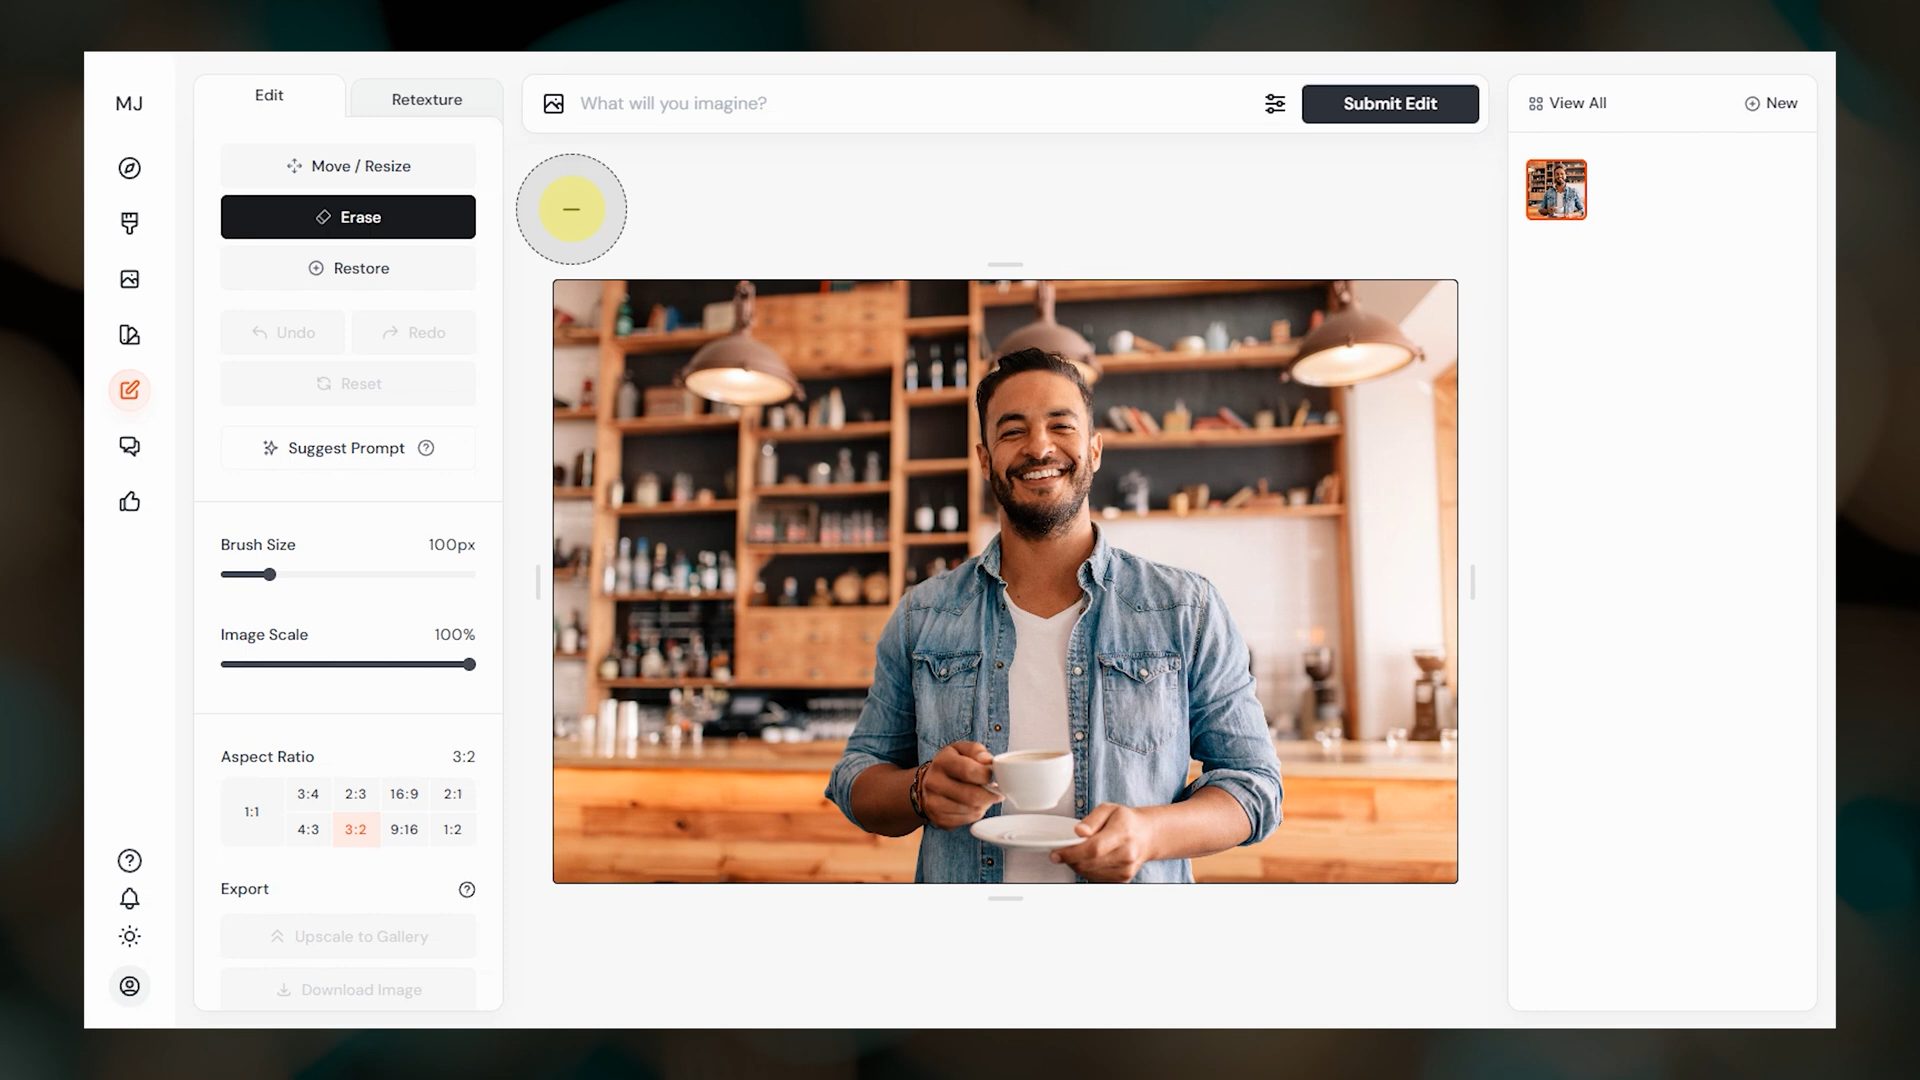 MJ
Edit
Retexture
Move / Resize
Erase
Restore
Undo
Redo
Reset
Suggest Prompt
Brush Size
100px
Image Scale
100%
Aspect Ratio
3:2
1:1
3:4
2:3
16:9
2:1
4:3
3:2
9:16
1:2
Export
Upscale to Gallery
Download Image
What will you imagine?
Submit Edit
View All
New